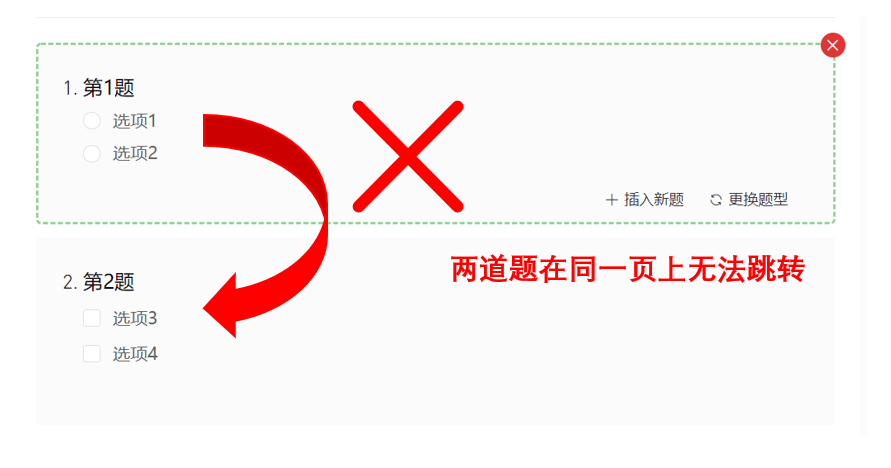 1. 第1题
选项1
选项2
插入新题 更换题型
两道题在同一页上无法跳转
2. 第2题
选项3
选项4